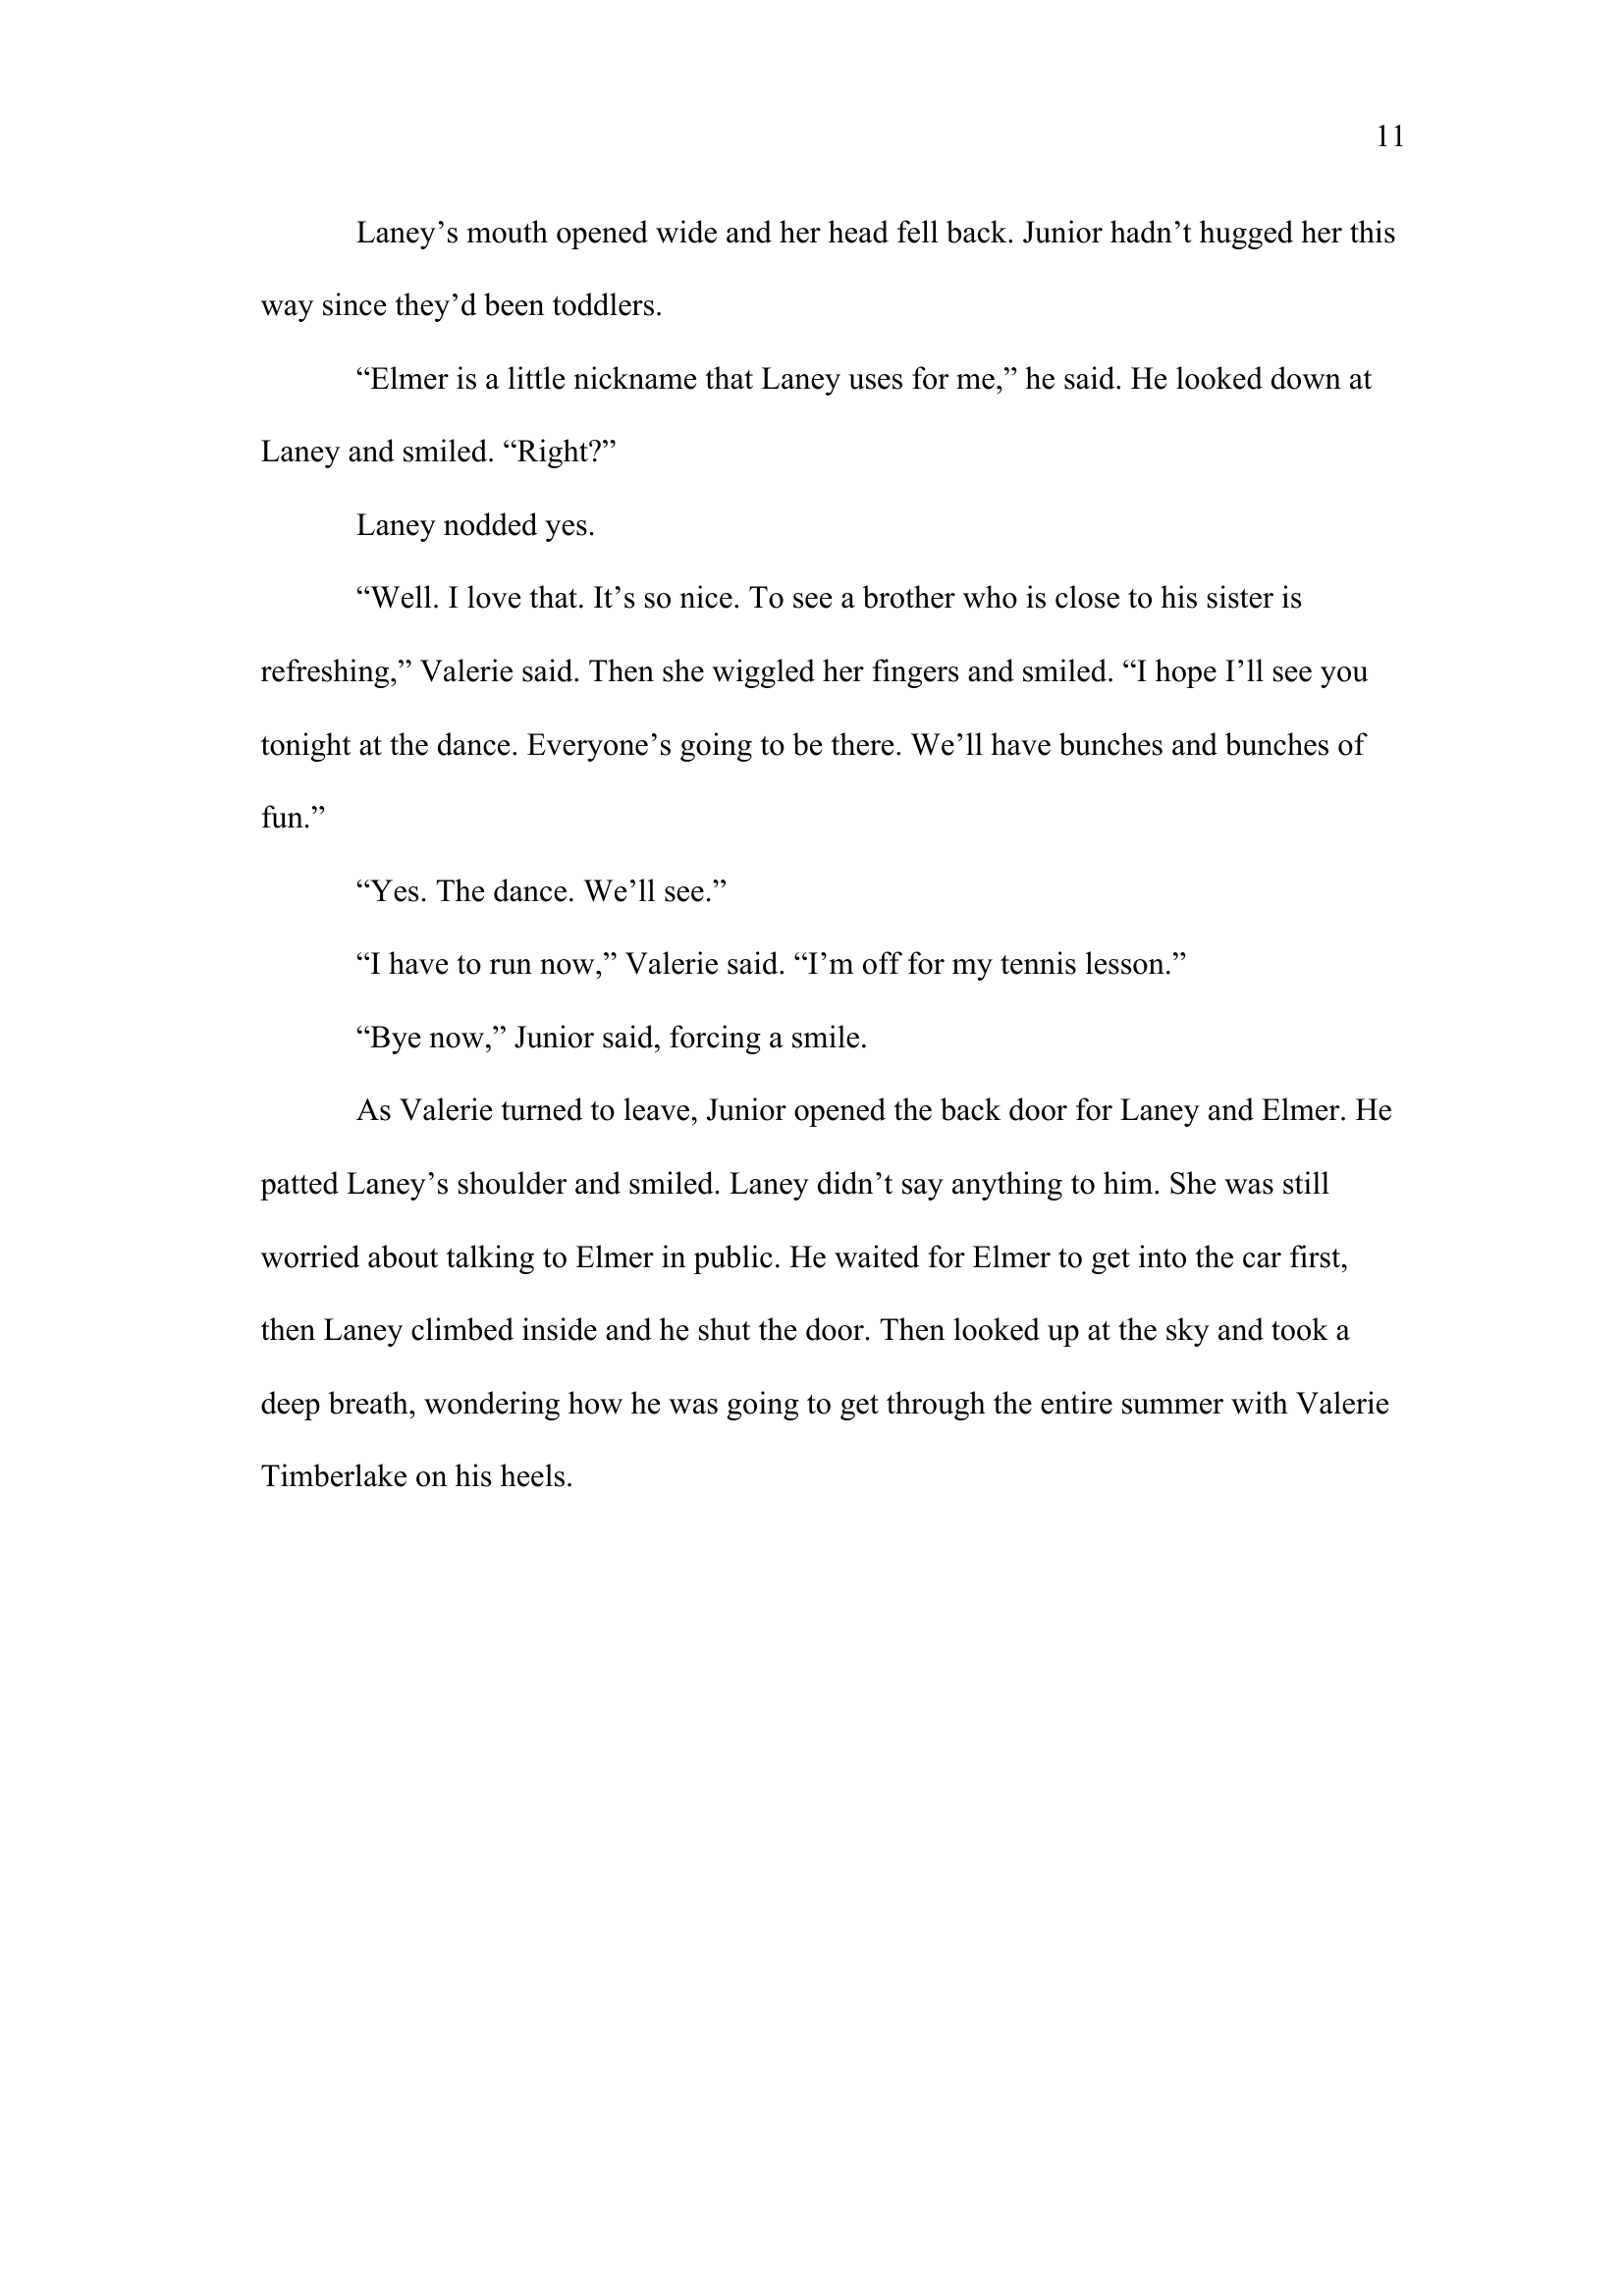 11
Laney’s mouth opened wide and her head fell back. Junior hadn’t hugged her this
way since they’d been toddlers.
“Elmer is a little nickname that Laney uses for me,” he said. He looked down at
Laney and smiled. “Right?”
Laney nodded yes.
“Well. I love that. It’s so nice. To see a brother who is close to his sister is
refreshing,” Valerie said. Then she wiggled her fingers and smiled. “I hope I’ll see you
tonight at the dance. Everyone’s going to be there. We’ll have bunches and bunches of
fun.”
“Yes. The dance. We’ll see.”
“I have to run now,” Valerie said. “I’m off for my tennis lesson.”
“Bye now,” Junior said, forcing a smile.
As Valerie turned to leave, Junior opened the back door for Laney and Elmer. He
patted Laney’s shoulder and smiled. Laney didn’t say anything to him. She was still
worried about talking to Elmer in public. He waited for Elmer to get into the car first,
then Laney climbed inside and he shut the door. Then looked up at the sky and took a
deep breath, wondering how he was going to get through the entire summer with Valerie
Timberlake on his heels.